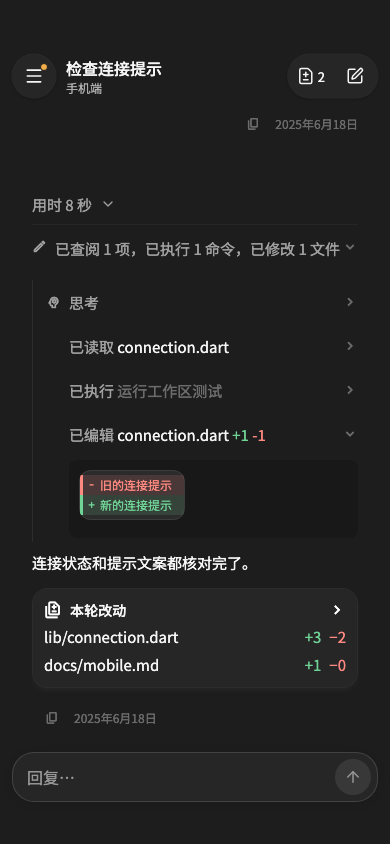 检查连接提示
手机端
2
2025年6月18日
用时 8 秒
已查阅 1 项，已执行 1 命令，已修改 1 文件
思考
已读取 connection.dart
已执行 运行工作区测试
已编辑 connection.dart +1 -1
- 旧的连接提示
+ 新的连接提示
连接状态和提示文案都核对完了。
本轮改动
lib/connection.dart +3 −2
docs/mobile.md +1 −0
2025年6月18日
回复…